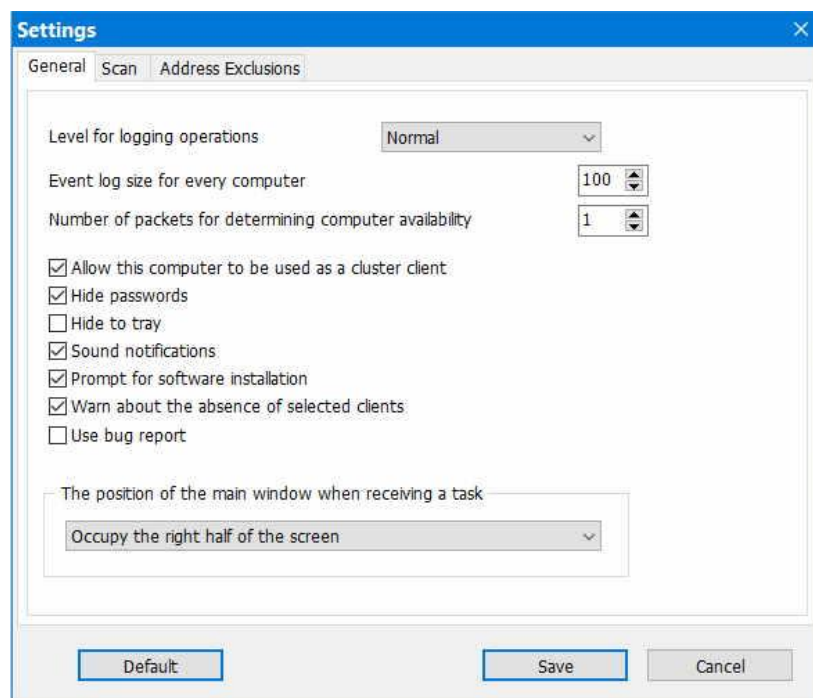 Settings
General Scan Address Exclusions
Level for logging operations Normal
Event log size for every computer 100
Number of packets for determining computer availability 1
Allow this computer to be used as a cluster client
Hide passwords
Hide to tray
Sound notifications
Prompt for software installation
Warn about the absence of selected clients
Use bug report
The position of the main window when receiving a task
Occupy the right half of the screen
Default Save Cancel